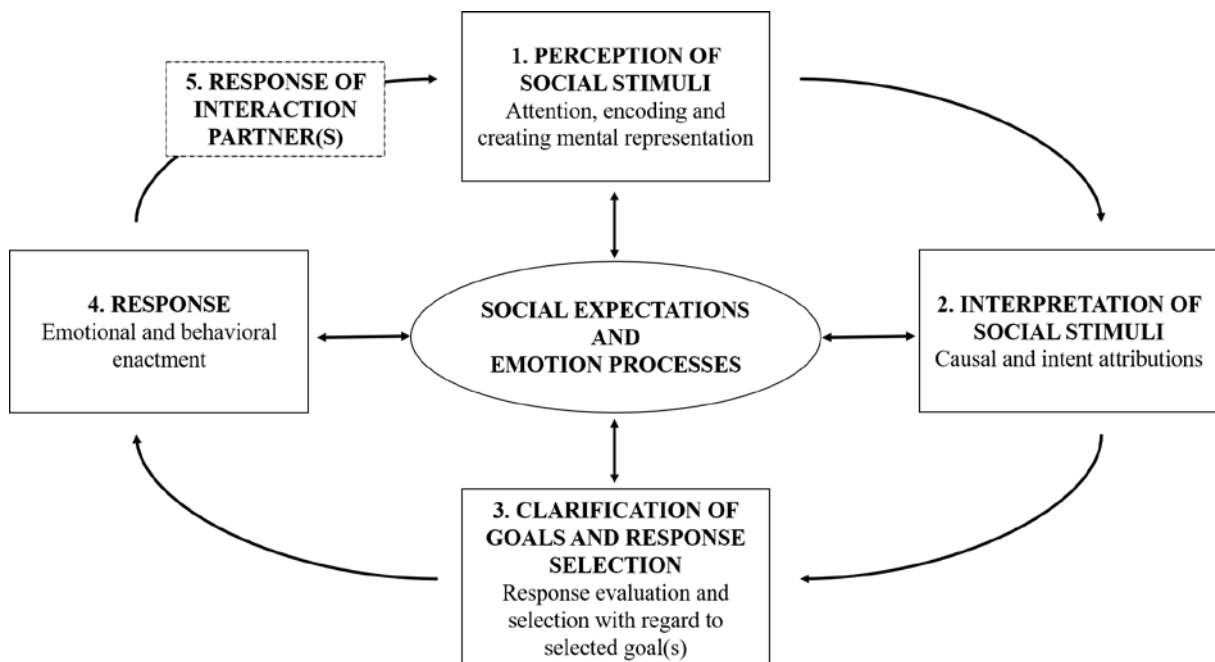 1. PERCEPTION OF
SOCIAL STIMULI
Attention, encoding and
creating mental representation
5. RESPONSE OF
INTERACTION
PARTNER(S)
4. RESPONSE
Emotional and behavioral
enactment
SOCIAL EXPECTATIONS
AND
EMOTION PROCESSES
2. INTERPRETATION OF
SOCIAL STIMULI
Causal and intent attributions
3. CLARIFICATION OF
GOALS AND RESPONSE
SELECTION
Response evaluation and
selection with regard to
selected goal(s)